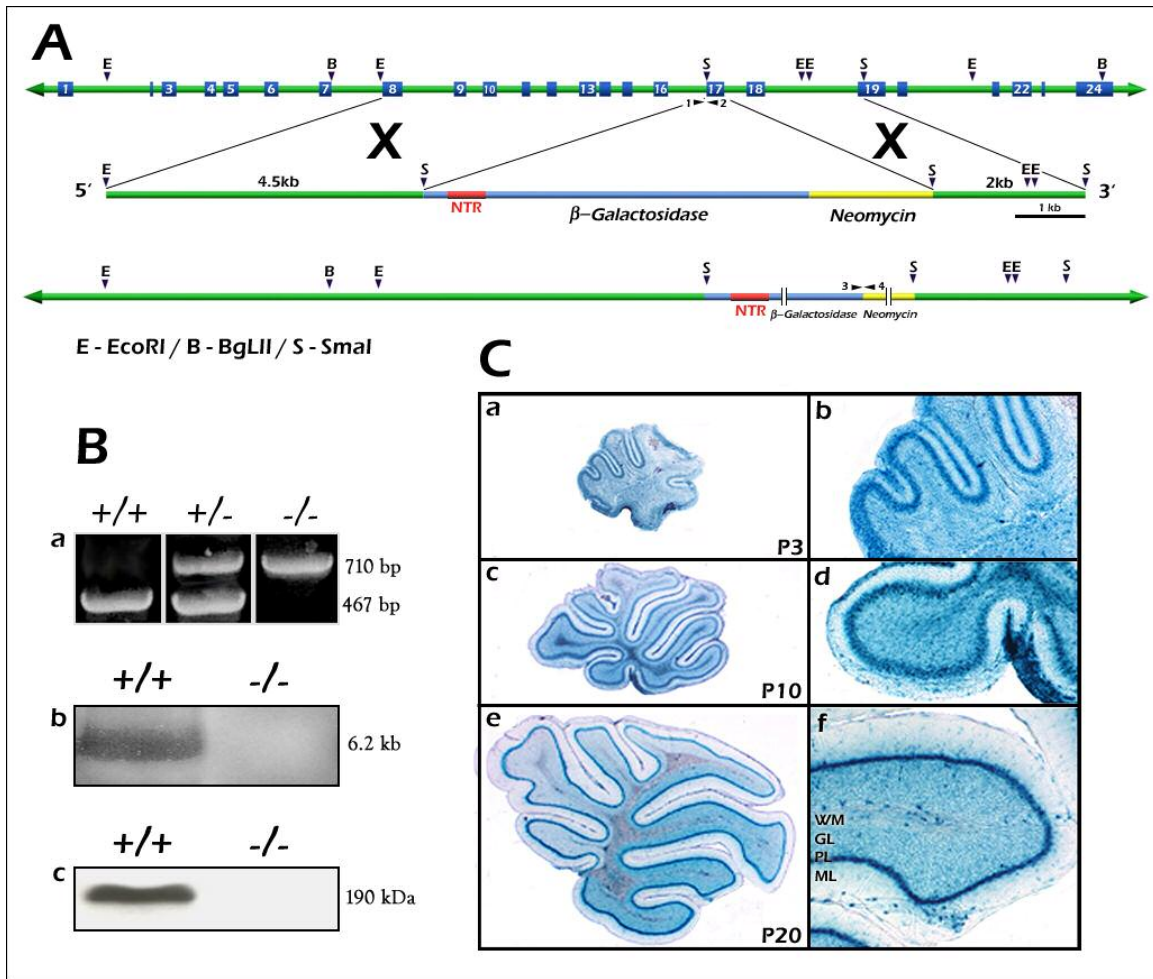 A
E B E S EE S E B
1 3 4 5 6 7 8 9 10 13 16 17 18 19 22 24
1 2
X X
E S S EE S
5' 4.5kb 2kb 3'
NTR β-Galactosidase Neomycin 1 kb
E B E S S EE S
3 4
NTR β-Galactosidase Neomycin
E - EcoRI / B - BgLII / S - SmaI
B
+/+ +/- -/-
a
710 bp
467 bp
+/+ -/-
b
6.2 kb
+/+ -/-
c
190 kDa
C
a b
P3
c d
P10
e f
WM
GL
PL
ML
P20